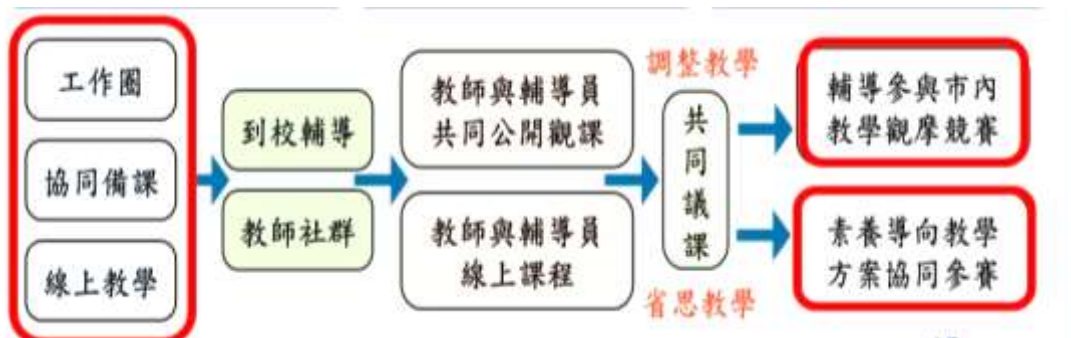 工作圈
協同備課
線上教學
到校輔導
教師社群
教師與輔導員
共同公開觀課
教師與輔導員
線上課程
調整教學
共
同
議
課
省思教學
輔導參與市內
教學觀摩競賽
素養導向教學
方案協同參賽